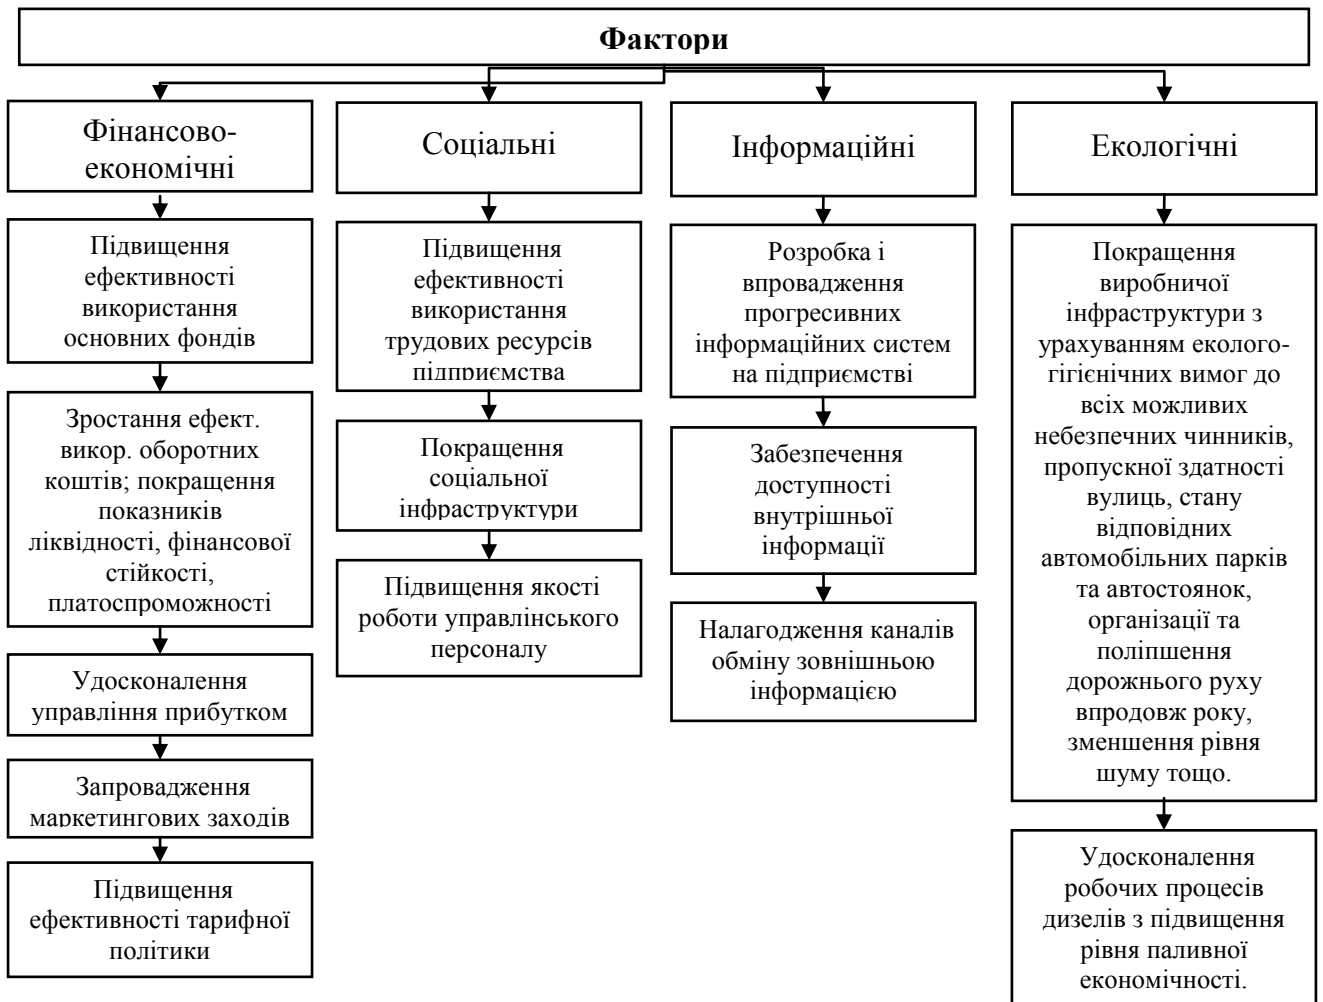 Фактори
Фінансово-
економічні
Підвищення
ефективності
використання
основних фондів
Зростання ефект.
викор. оборотних
коштів; покращення
показників
ліквідності, фінансової
стійкості,
платоспроможності
Удосконалення
управління прибутком
Запровадження
маркетингових заходів
Підвищення
ефективності тарифної
політики
Соціальні
Підвищення
ефективності
використання
трудових ресурсів
підприємства
Покращення
соціальної
інфраструктури
Підвищення якості
роботи управлінського
персоналу
Інформаційні
Розробка і
впровадження
прогресивних
інформаційних систем
на підприємстві
Забезпечення
доступності
внутрішньої
інформації
Налагодження каналів
обміну зовнішньою
інформацією
Екологічні
Покращення
виробничої
інфраструктури з
урахуванням еколого-
гігієнічних вимог до
всіх можливих
небезпечних чинників,
пропускної здатності
вулиць, стану
відповідних
автомобільних парків
та автостоянок,
організації та
поліпшення
дорожнього руху
впродовж року,
зменшення рівня
шуму тощо.
Удосконалення
робочих процесів
дизелів з підвищення
рівня паливної
економічності.